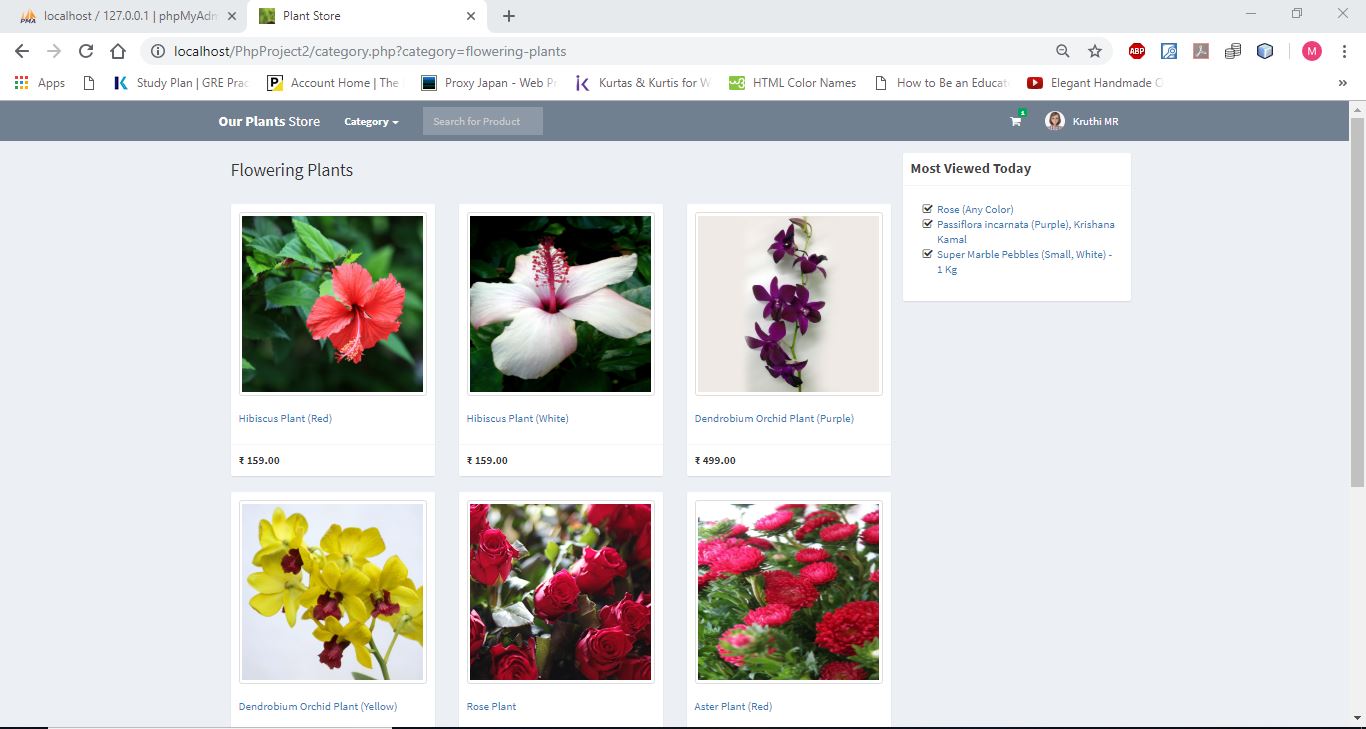 localhost / 127.0.0.1 | phpMyAdm
Plant Store
localhost/PhpProject2/category.php?category=flowering-plants
ABP
M
Apps
Study Plan | GRE Prac
Account Home | The
Proxy Japan - Web Pr
Kurtas & Kurtis for W
HTML Color Names
How to Be an Educat
Elegant Handmade C
»
Our Plants Store
Category
Search for Product
1
Kruthi MR
Flowering Plants
Most Viewed Today
Rose (Any Color)
Passiflora incarnata (Purple), Krishana
Kamal
Super Marble Pebbles (Small, White) -
1 Kg
Hibiscus Plant (Red)
Hibiscus Plant (White)
Dendrobium Orchid Plant (Purple)
₹ 159.00
₹ 159.00
₹ 499.00
Dendrobium Orchid Plant (Yellow)
Rose Plant
Aster Plant (Red)